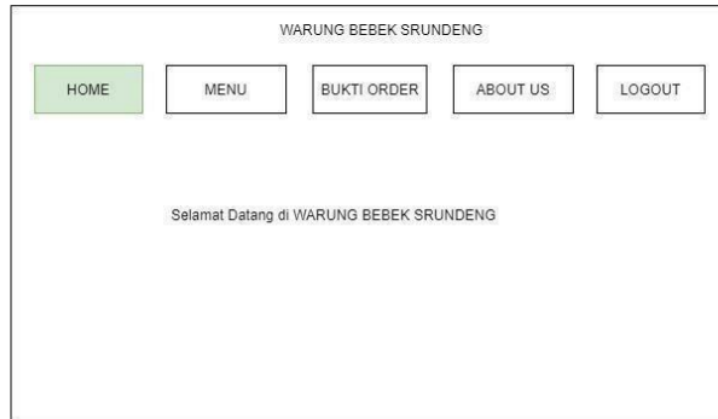 WARUNG BEBEK SRUNDENG
HOME MENU BUKTI ORDER ABOUT US LOGOUT
Selamat Datang di WARUNG BEBEK SRUNDENG